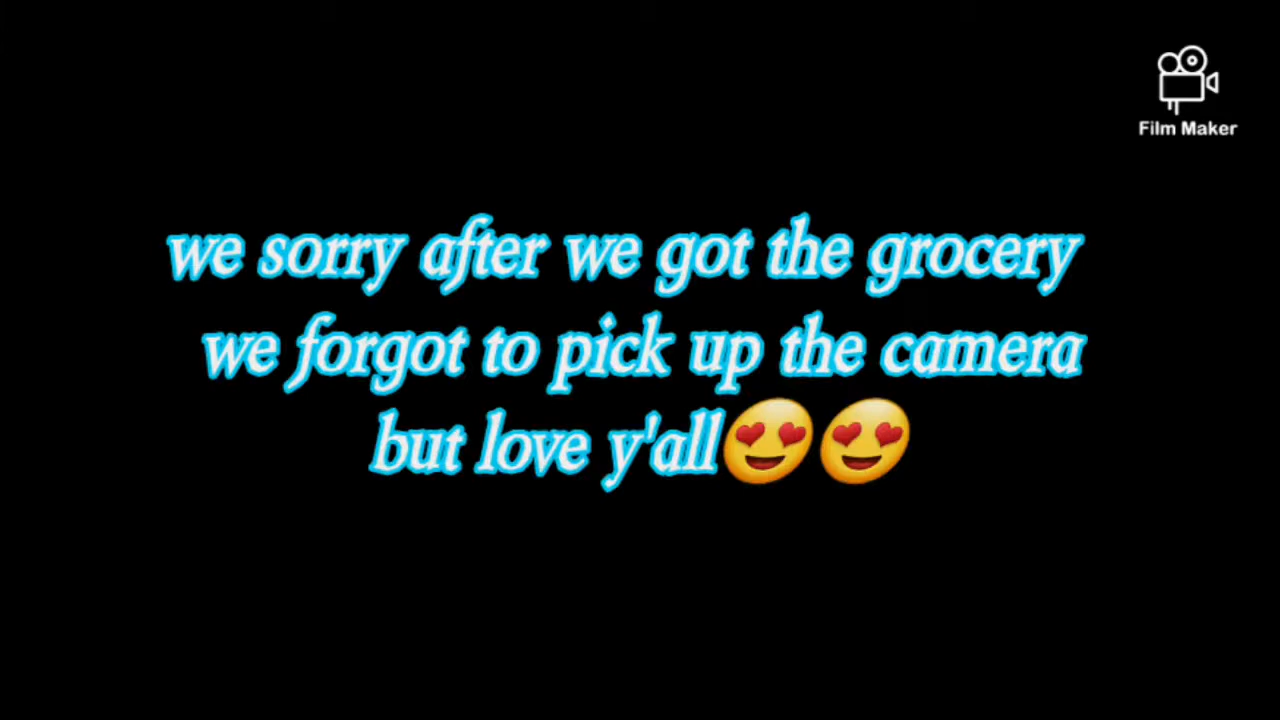 Film Maker
we sorry after we got the grocery
we forgot to pick up the camera
but love y'all😍😍